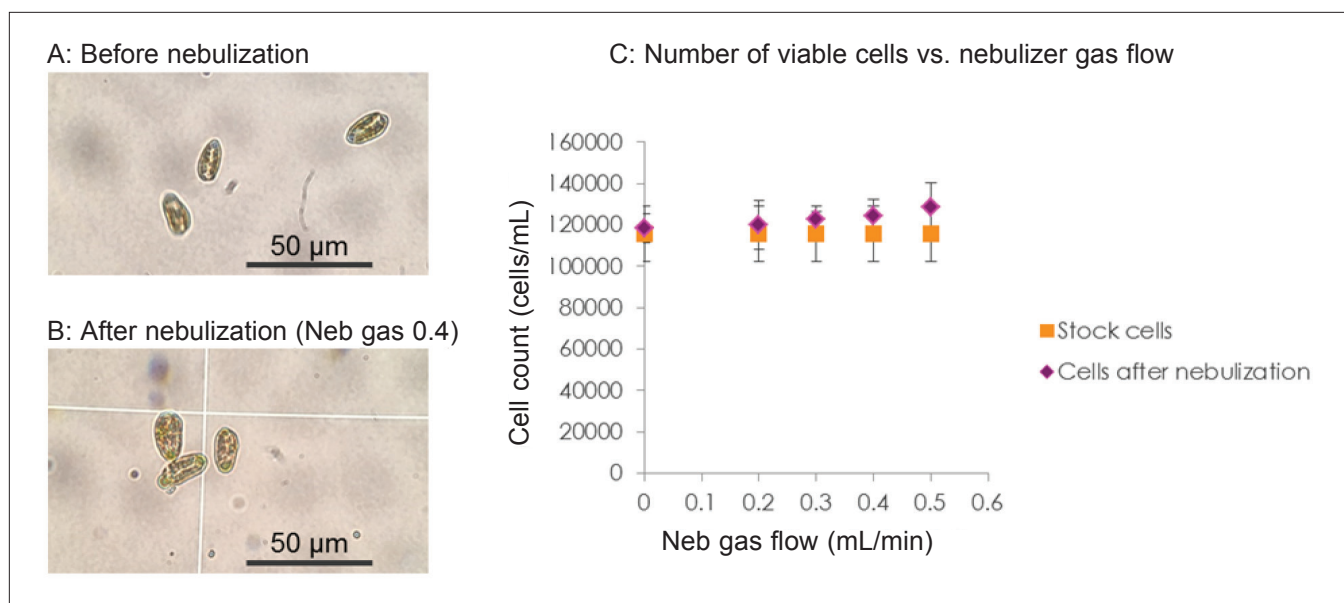 A: Before nebulization
50 µm
B: After nebulization (Neb gas 0.4)
50 µm
C: Number of viable cells vs. nebulizer gas flow
Cell count (cells/mL)
160000
140000
120000
100000
80000
60000
40000
20000
0
0 0.1 0.2 0.3 0.4 0.5 0.6
Neb gas flow (mL/min)
Stock cells
Cells after nebulization